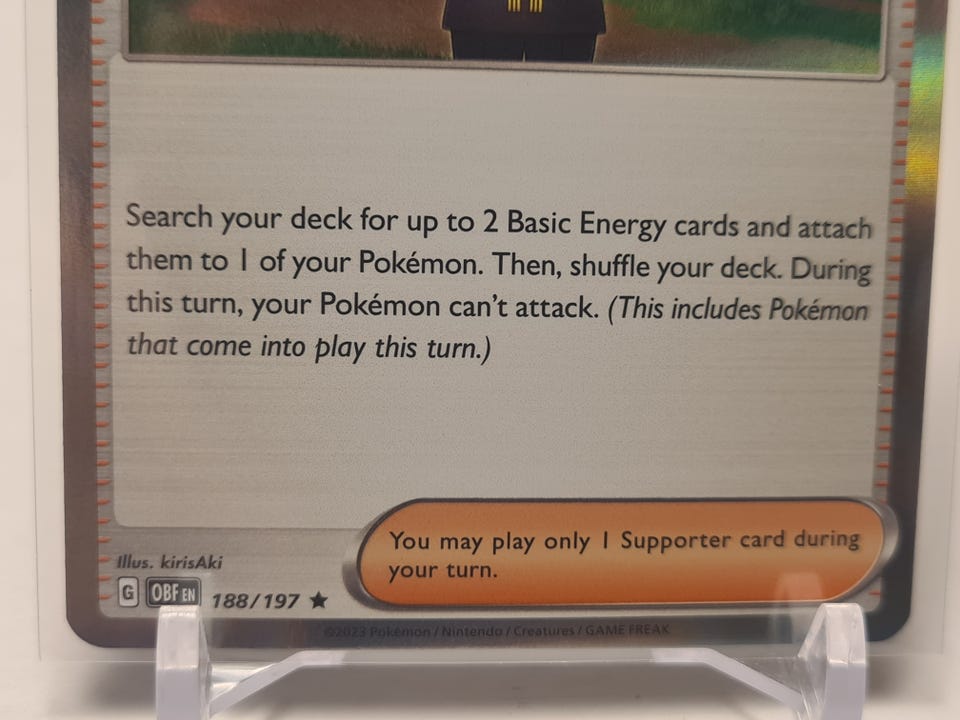 Search your deck for up to 2 Basic Energy cards and attach
them to 1 of your Pokémon. Then, shuffle your deck. During
this turn, your Pokémon can't attack. (This includes Pokémon
that come into play this turn.)
You may play only 1 Supporter card during
your turn.
Illus. kirisAki
G OBF EN 188/197 ★
©2023 Pokémon / Nintendo / Creatures / GAME FREAK